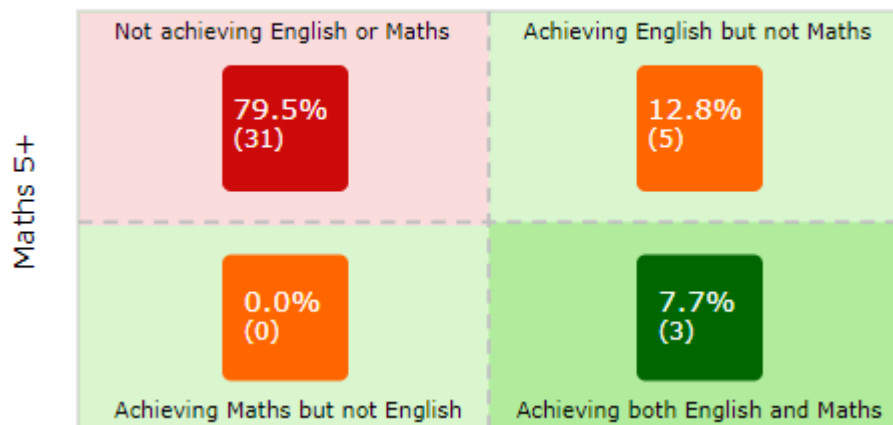 Maths 5+
Not achieving English or Maths
79.5%
(31)
Achieving English but not Maths
12.8%
(5)
0.0%
(0)
Achieving Maths but not English
7.7%
(3)
Achieving both English and Maths